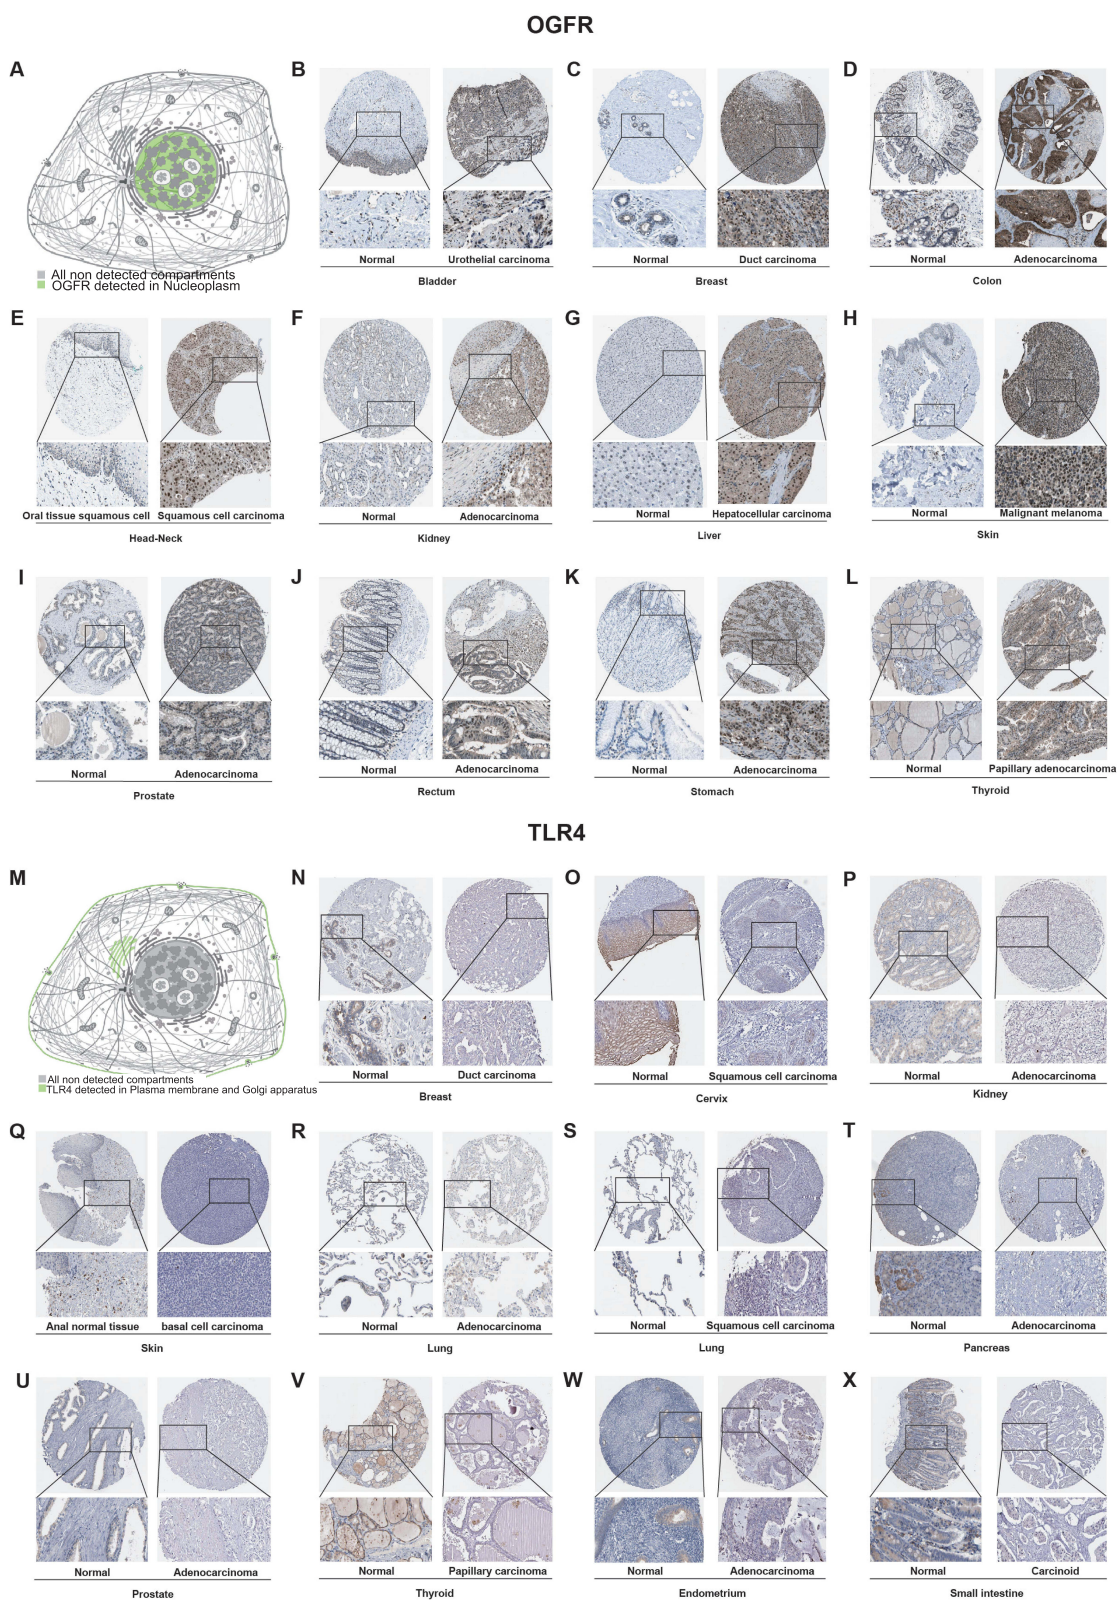 OGFR
A
B
C
D
All non detected compartments
OGFR detected in Nucleoplasm
Normal
Urothelial carcinoma
Bladder
Normal
Duct carcinoma
Breast
Normal
Adenocarcinoma
Colon
E
F
G
H
Oral tissue squamous cell
Squamous cell carcinoma
Head-Neck
Normal
Adenocarcinoma
Kidney
Normal
Hepatocellular carcinoma
Liver
Normal
Malignant melanoma
Skin
I
J
K
L
Normal
Adenocarcinoma
Prostate
Normal
Adenocarcinoma
Rectum
Normal
Adenocarcinoma
Stomach
Normal
Papillary adenocarcinoma
Thyroid
TLR4
M
N
O
P
All non detected compartments
TLR4 detected in Plasma membrane and Golgi apparatus
Normal
Duct carcinoma
Breast
Normal
Squamous cell carcinoma
Cervix
Normal
Adenocarcinoma
Kidney
Q
R
S
T
Anal normal tissue
basal cell carcinoma
Skin
Normal
Adenocarcinoma
Lung
Normal
Squamous cell carcinoma
Lung
Normal
Adenocarcinoma
Pancreas
U
V
W
X
Normal
Adenocarcinoma
Prostate
Normal
Papillary carcinoma
Thyroid
Normal
Adenocarcinoma
Endometrium
Normal
Carcinoid
Small intestine